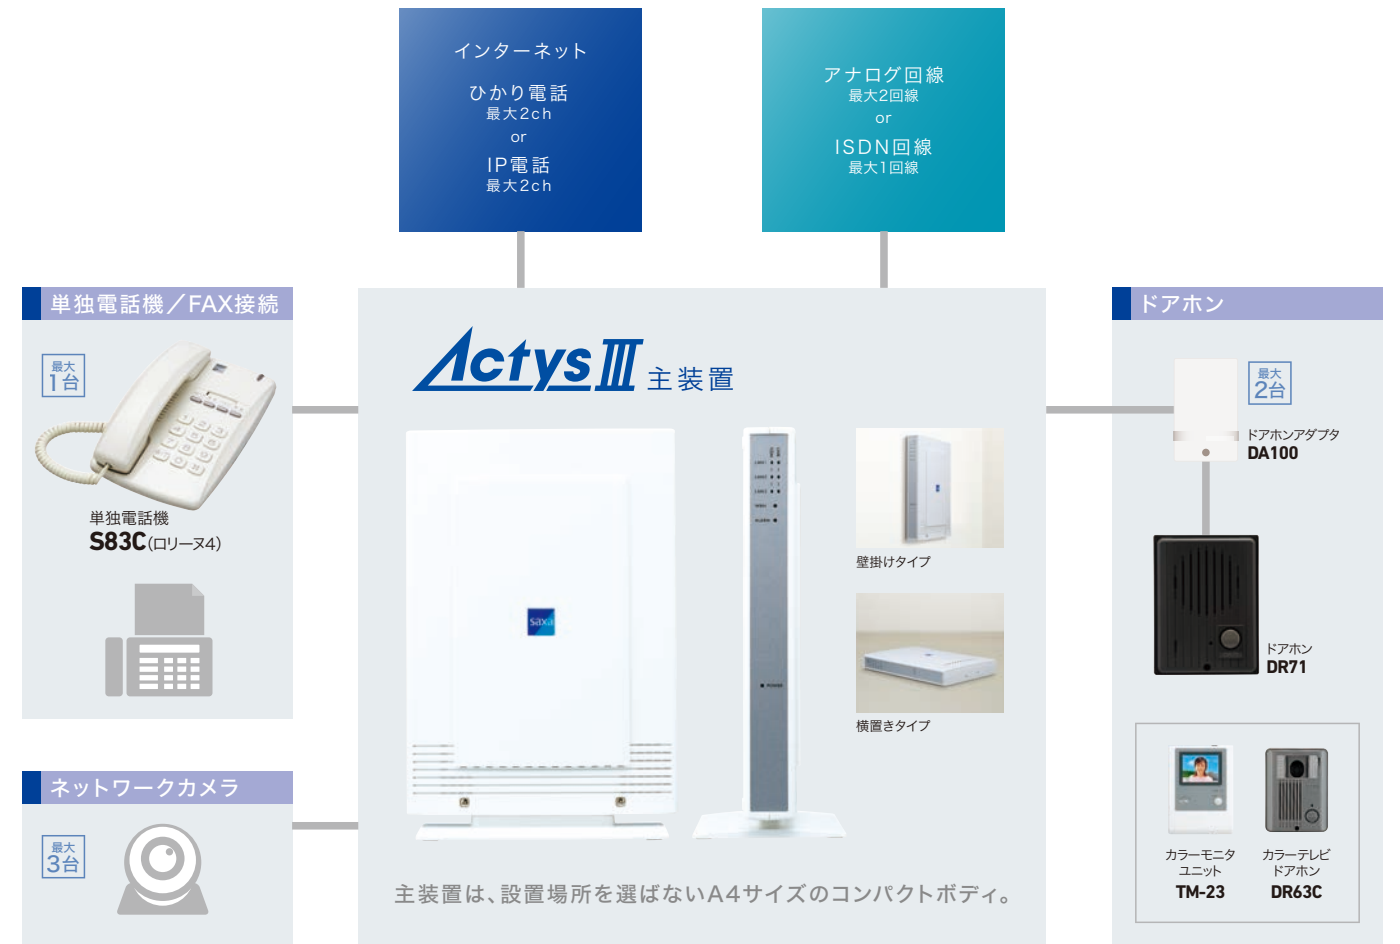 インターネット
ひかり電話
最大2ch
or
IP電話
最大2ch
アナログ回線
最大2回線
or
ISDN回線
最大1回線
単独電話機／FAX接続
最大
1台
単独電話機
S83C(ロリーヌ4)
ネットワークカメラ
最大
3台
Actys III 主装置
saxa
ALARM
POWER
壁掛けタイプ
横置きタイプ
主装置は、設置場所を選ばないA4サイズのコンパクトボディ。
ドアホン
最大
2台
ドアホンアダプタ
DA100
ドアホン
DR71
カラーモニタ
ユニット
TM-23
カラーテレビ
ドアホン
DR63C